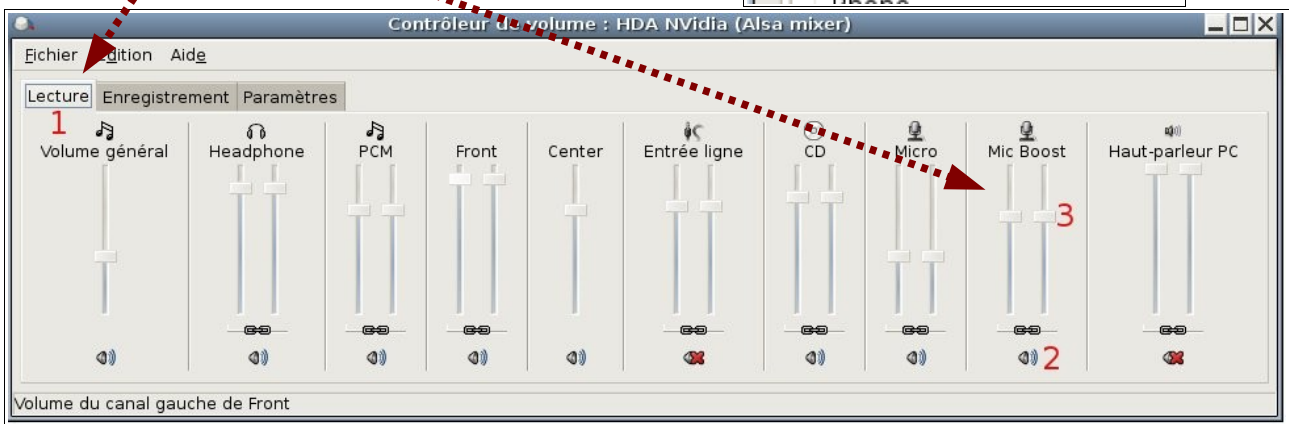 Contrôleur de volume : HDA NVidia (Alsa mixer)
Fichier Edition Aide
Lecture Enregistrement Paramètres
1
Volume général Headphone PCM Front Center Entrée ligne CD Micro Mic Boost Haut-parleur PC
3
2
Volume du canal gauche de Front